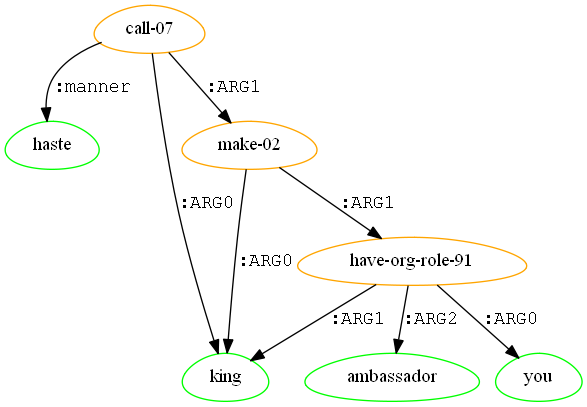 call-07
:manner
:ARG1
haste
make-02
:ARG0
:ARG1
:ARG0
have-org-role-91
:ARG1
:ARG2
:ARG0
king
ambassador
you